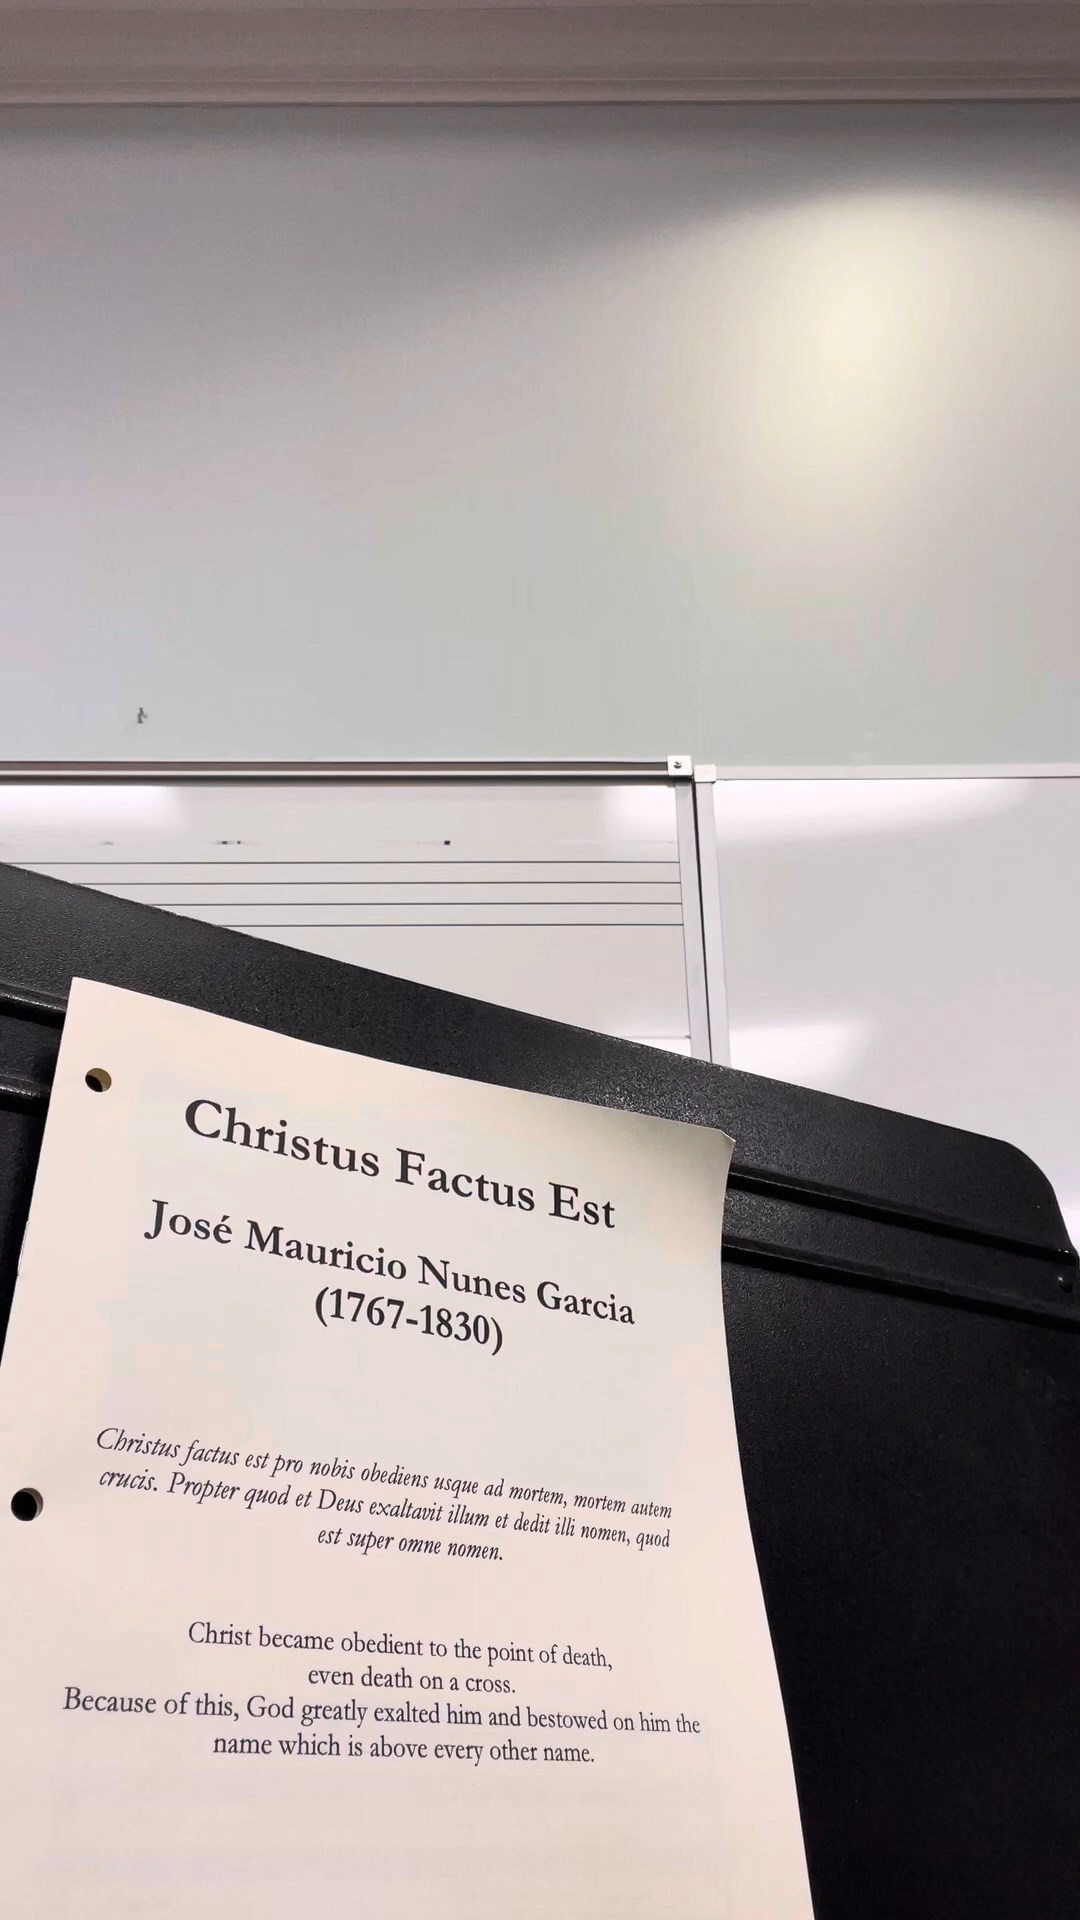 Christus Factus Est
José Mauricio Nunes Garcia
(1767-1830)
Christus factus est pro nobis obediens usque ad mortem, mortem autem
crucis. Propter quod et Deus exaltavit illum et dedit illi nomen, quod
est super omne nomen.
Christ became obedient to the point of death,
even death on a cross.
Because of this, God greatly exalted him and bestowed on him the
name which is above every other name.